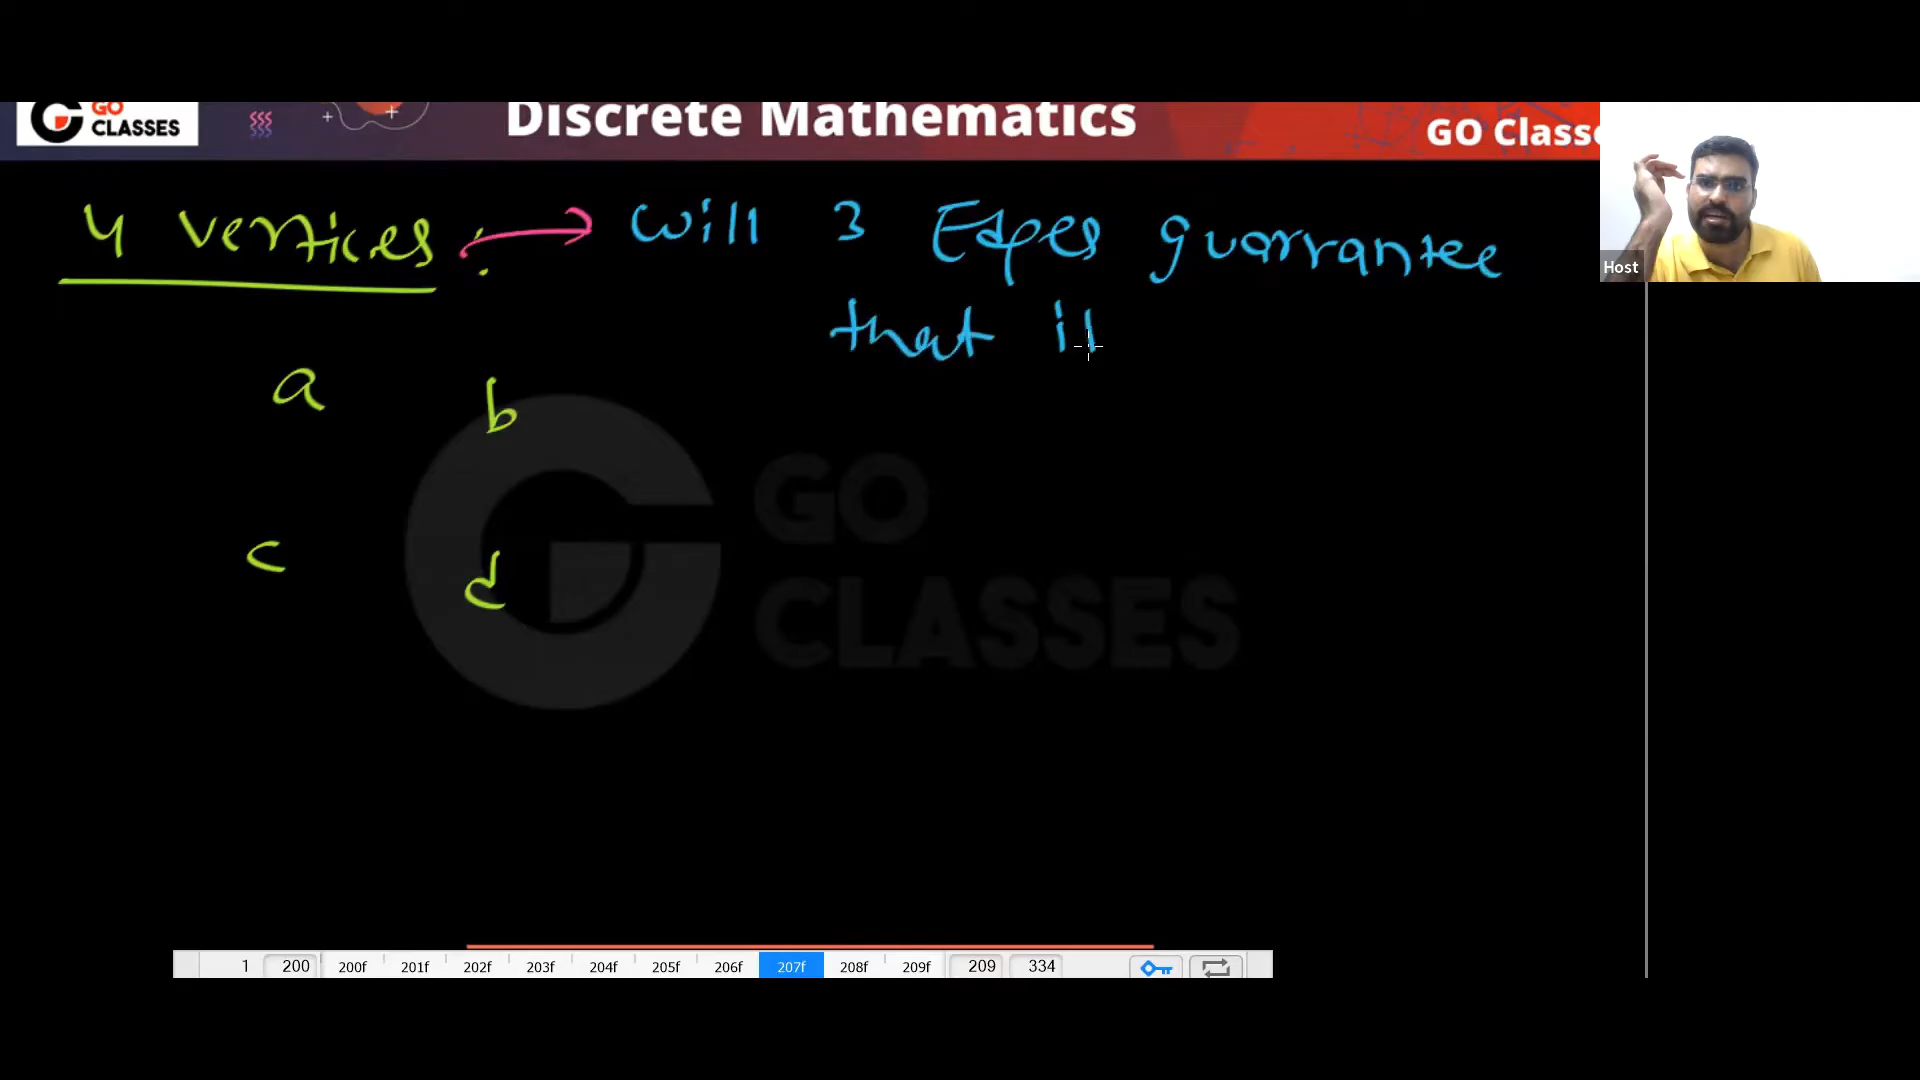 GO
CLASSES
Discrete Mathematics
GO Classe
4 vertices : → will 3 Edges guarrantee
that it
Host
a b
c d
GO
CLASSES
1 200 200f 201f 202f 203f 204f 205f 206f 207f 208f 209f 209 334